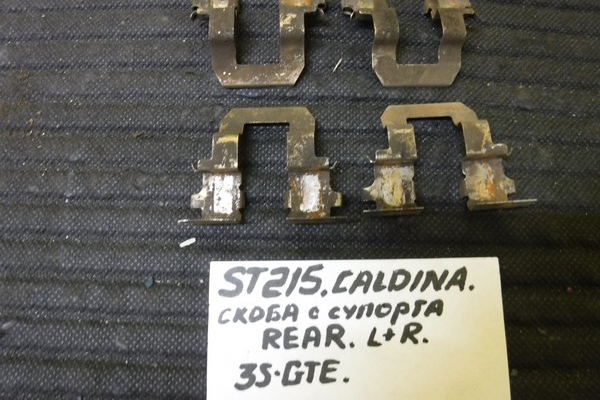 ST215.CALDINA.
СКОБА с СУПОРТА
REAR. L+R.
3S-GTE.